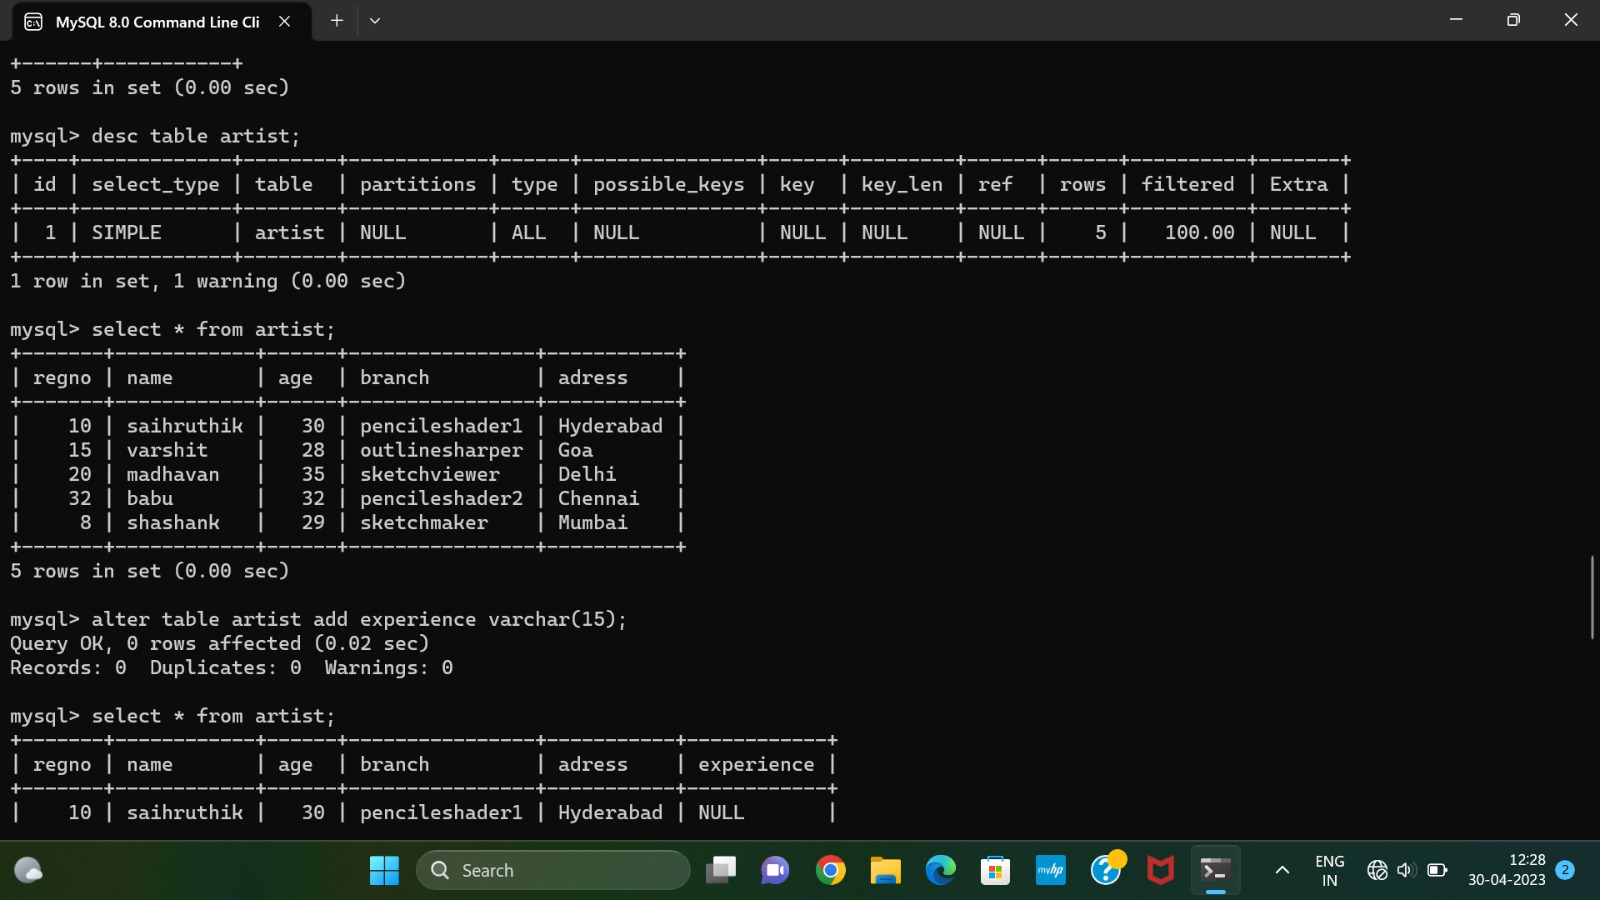 MySQL 8.0 Command Line Cli
+------+-----------+
5 rows in set (0.00 sec)
mysql> desc table artist;
+----+-------------+--------+------------+------+---------------+------+---------+------+------+----------+-------+
| id | select_type | table  | partitions | type | possible_keys | key  | key_len | ref  | rows | filtered | Extra |
+----+-------------+--------+------------+------+---------------+------+---------+------+------+----------+-------+
|  1 | SIMPLE      | artist | NULL       | ALL  | NULL          | NULL | NULL    | NULL |    5 |   100.00 | NULL  |
+----+-------------+--------+------------+------+---------------+------+---------+------+------+----------+-------+
1 row in set, 1 warning (0.00 sec)
mysql> select * from artist;
+-------+------------+------+----------------+-----------+
| regno | name       | age  | branch         | adress    |
+-------+------------+------+----------------+-----------+
|    10 | saihruthik |   30 | pencileshader1 | Hyderabad |
|    15 | varshit    |   28 | outlinesharper | Goa       |
|    20 | madhavan   |   35 | sketchviewer   | Delhi     |
|    32 | babu       |   32 | pencileshader2 | Chennai   |
|     8 | shashank   |   29 | sketchmaker    | Mumbai    |
+-------+------------+------+----------------+-----------+
5 rows in set (0.00 sec)
mysql> alter table artist add experience varchar(15);
Query OK, 0 rows affected (0.02 sec)
Records: 0  Duplicates: 0  Warnings: 0
mysql> select * from artist;
+-------+------------+------+----------------+-----------+------------+
| regno | name       | age  | branch         | adress    | experience |
+-------+------------+------+----------------+-----------+------------+
|    10 | saihruthik |   30 | pencileshader1 | Hyderabad | NULL       |
Search
myhp
ENG
IN
12:28
30-04-2023
2